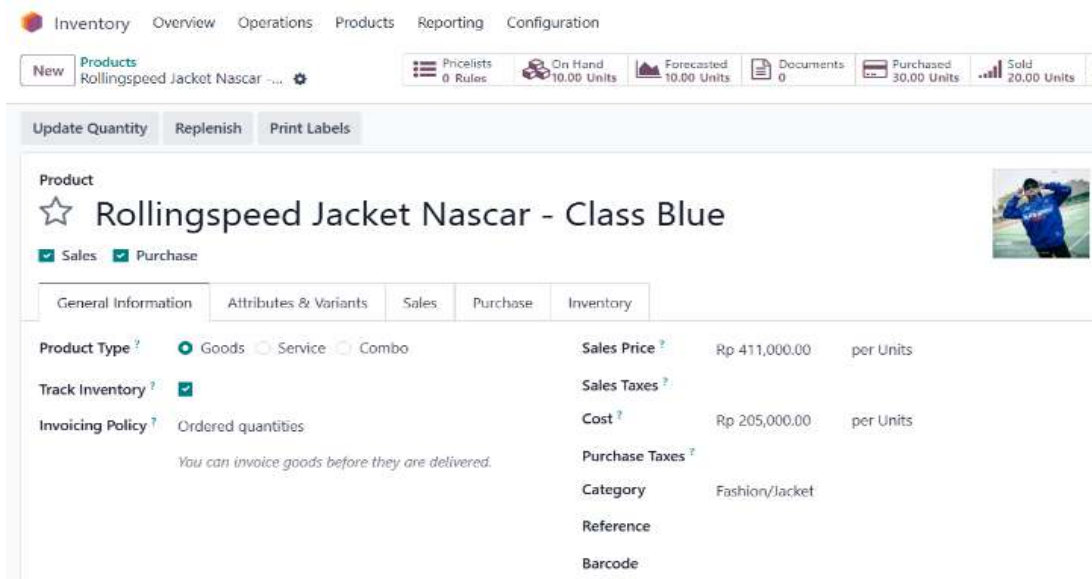 Inventory Overview Operations Products Reporting Configuration
New Products
Rollingspeed Jacket Nascar -...
Pricelists
0 Rules
On Hand
10.00 Units
Forecasted
10.00 Units
Documents
0
Purchased
30.00 Units
Sold
20.00 Units
Update Quantity Replenish Print Labels
Product
Rollingspeed Jacket Nascar - Class Blue
Sales Purchase
General Information Attributes & Variants Sales Purchase Inventory
Product Type ? Goods Service Combo
Track Inventory ?
Invoicing Policy ? Ordered quantities
You can invoice goods before they are delivered.
Sales Price ? Rp 411,000.00 per Units
Sales Taxes ?
Cost ? Rp 205,000.00 per Units
Purchase Taxes ?
Category Fashion/Jacket
Reference
Barcode